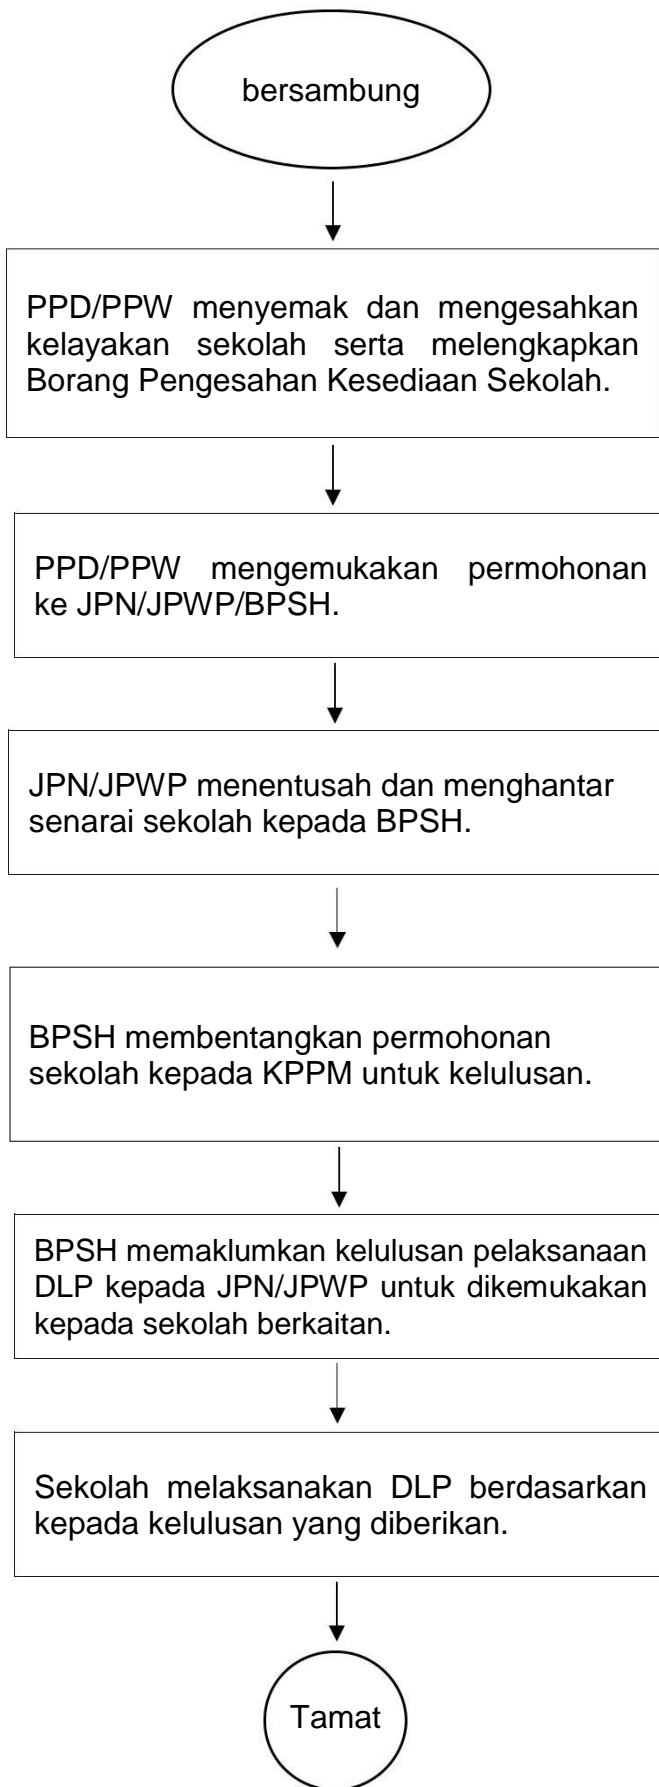 bersambung
PPD/PPW menyemak dan mengesahkan
kelayakan sekolah serta melengkapkan
Borang Pengesahan Kesediaan Sekolah.
PPD/PPW mengemukakan permohonan
ke JPN/JPWP/BPSH.
JPN/JPWP menentusah dan menghantar
senarai sekolah kepada BPSH.
BPSH membentangkan permohonan
sekolah kepada KPPM untuk kelulusan.
BPSH memaklumkan kelulusan pelaksanaan
DLP kepada JPN/JPWP untuk dikemukakan
kepada sekolah berkaitan.
Sekolah melaksanakan DLP berdasarkan
kepada kelulusan yang diberikan.
Tamat